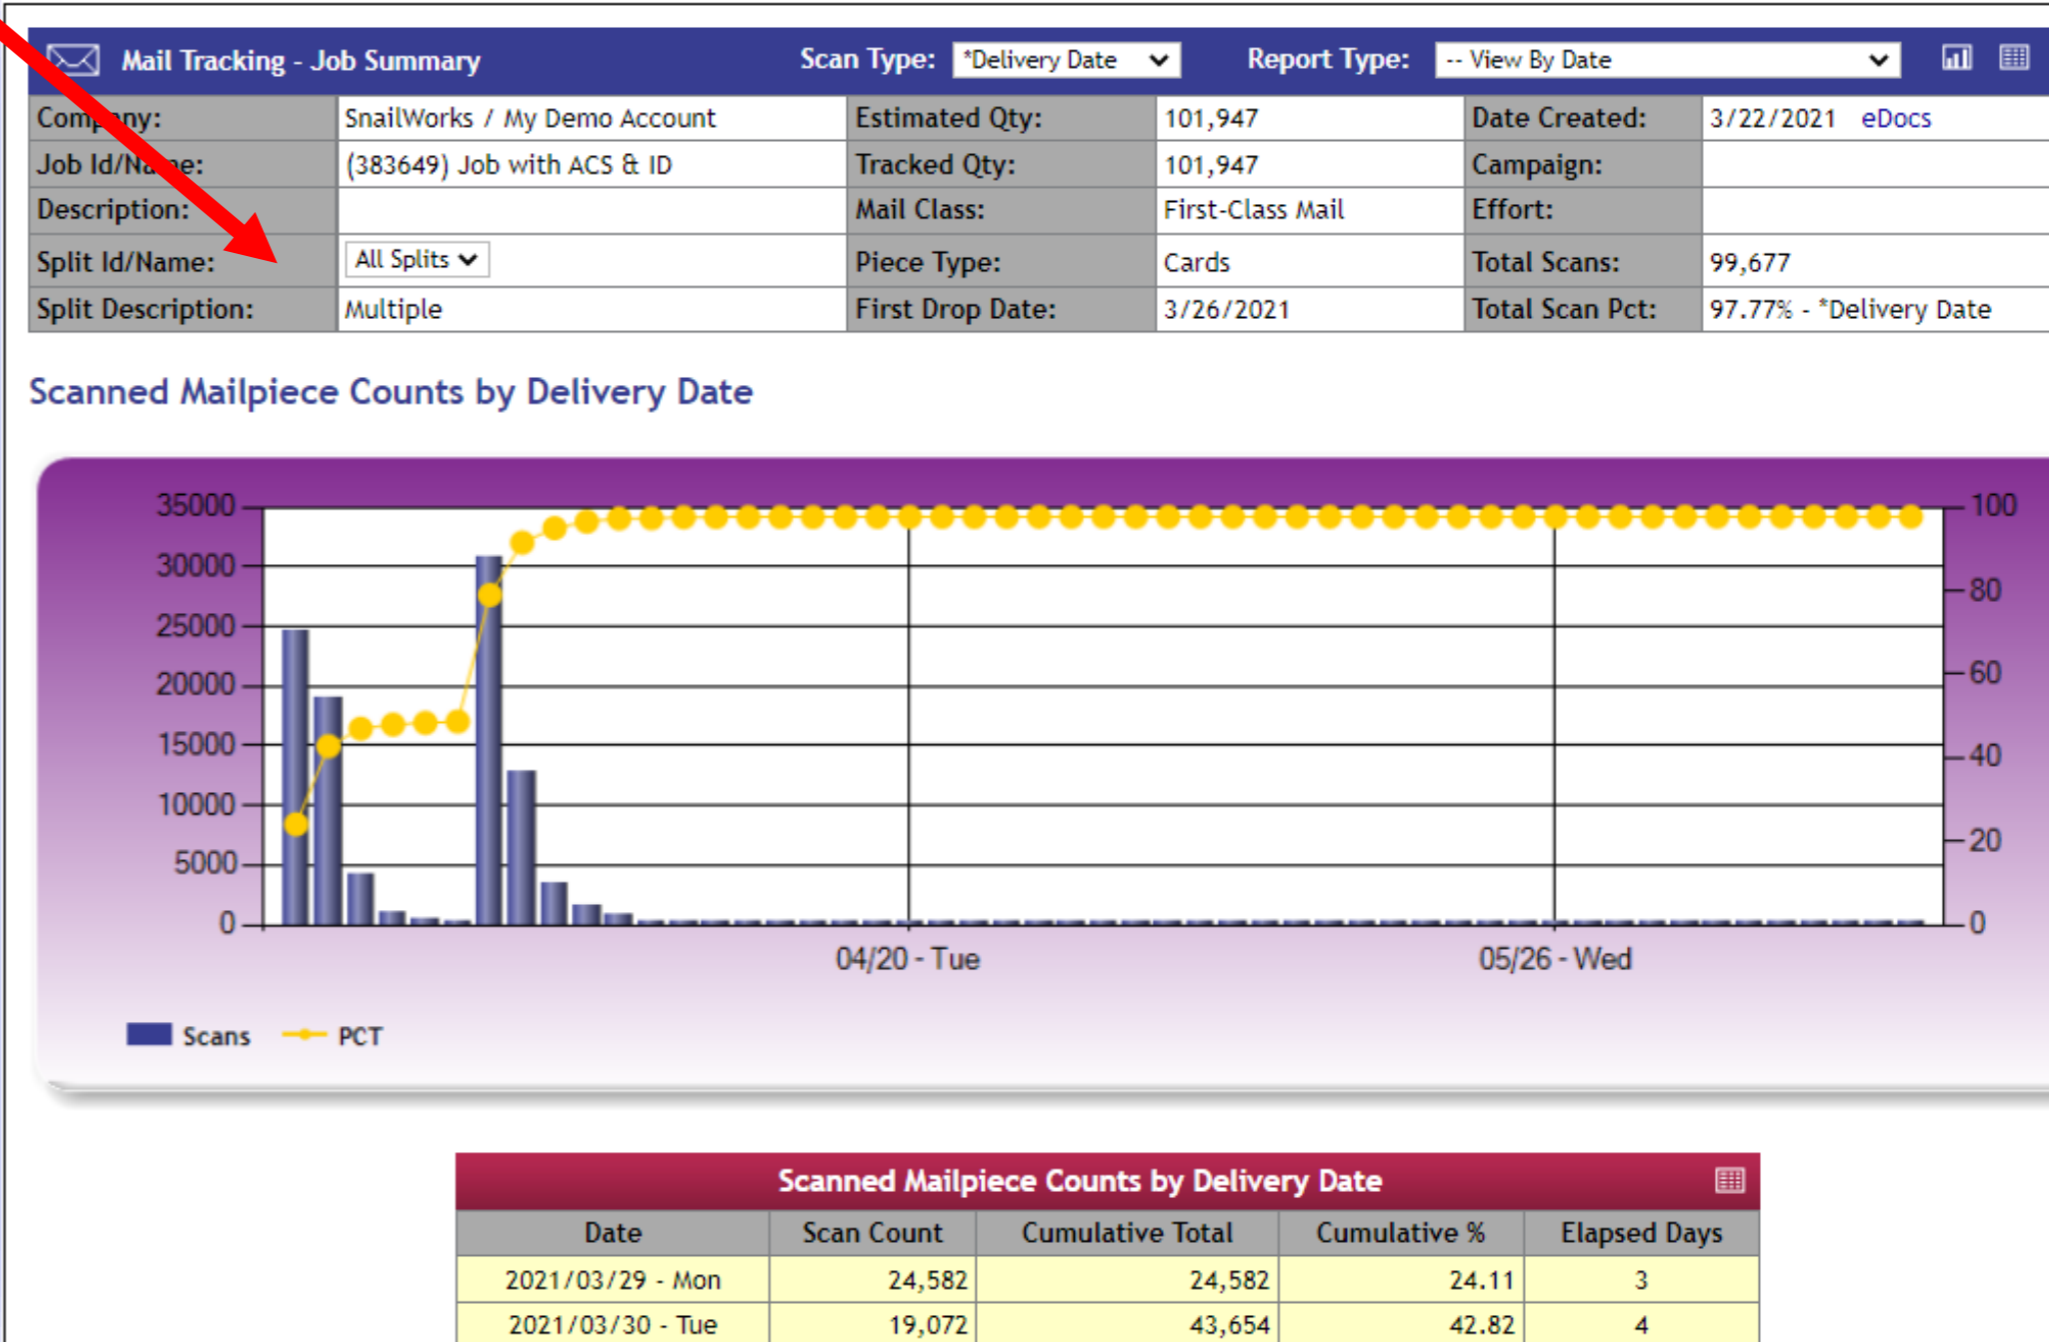 Mail Tracking - Job Summary Scan Type: *Delivery Date Report Type: -- View By Date
Company: SnailWorks / My Demo Account Estimated Qty: 101,947 Date Created: 3/22/2021 eDocs
Job Id/Name: (383649) Job with ACS & ID Tracked Qty: 101,947 Campaign:
Description: Mail Class: First-Class Mail Effort:
Split Id/Name: All Splits Piece Type: Cards Total Scans: 99,677
Split Description: Multiple First Drop Date: 3/26/2021 Total Scan Pct: 97.77% - *Delivery Date
Scanned Mailpiece Counts by Delivery Date
35000 100
30000
80
25000
20000 60
15000
40
10000
20
5000
0 0
04/20 - Tue 05/26 - Wed
Scans PCT
Scanned Mailpiece Counts by Delivery Date
Date Scan Count Cumulative Total Cumulative % Elapsed Days
2021/03/29 - Mon 24,582 24,582 24.11 3
2021/03/30 - Tue 19,072 43,654 42.82 4